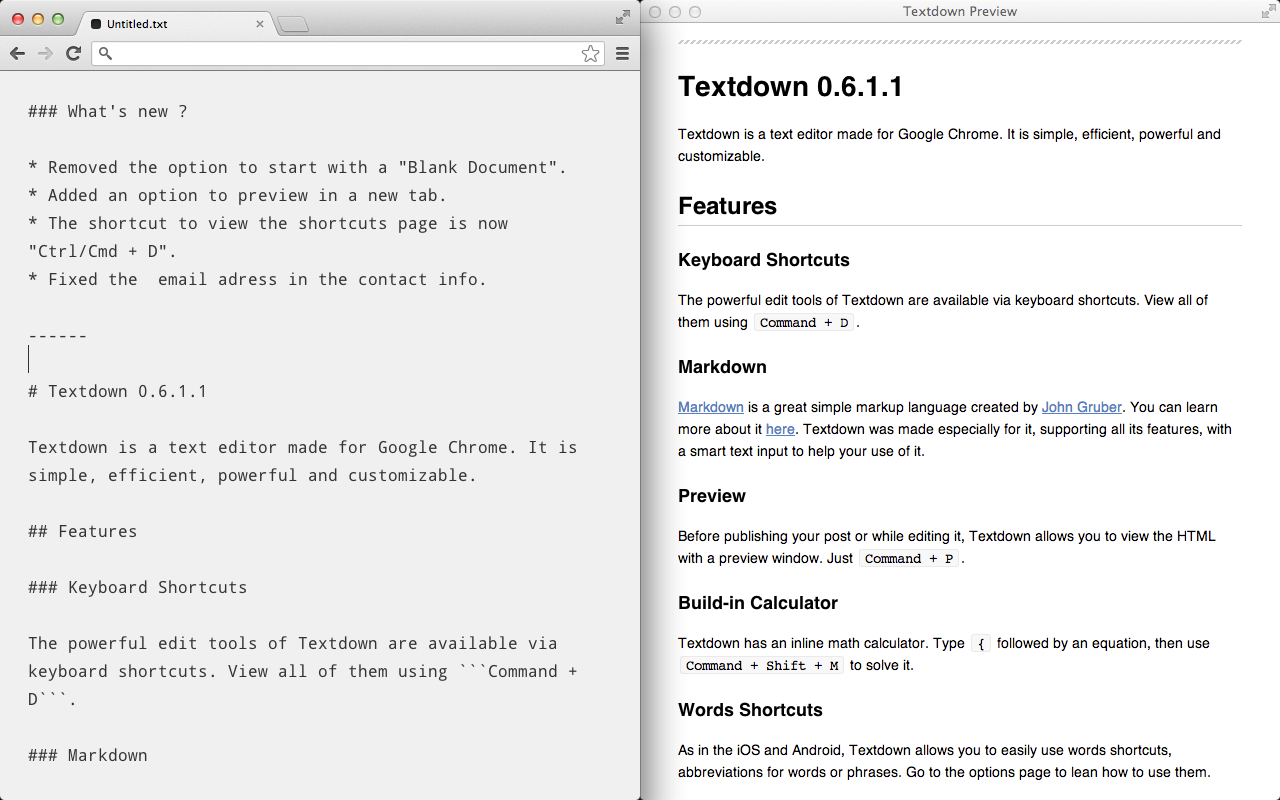 Untitled.txt
### What's new ?
* Removed the option to start with a "Blank Document".
* Added an option to preview in a new tab.
* The shortcut to view the shortcuts page is now
"Ctrl/Cmd + D".
* Fixed the  email adress in the contact info.
------
# Textdown 0.6.1.1
Textdown is a text editor made for Google Chrome. It is
simple, efficient, powerful and customizable.
## Features
### Keyboard Shortcuts
The powerful edit tools of Textdown are available via
keyboard shortcuts. View all of them using ```Command +
D```.
### Markdown
Textdown Preview
Textdown 0.6.1.1
Textdown is a text editor made for Google Chrome. It is simple, efficient, powerful and
customizable.
Features
Keyboard Shortcuts
The powerful edit tools of Textdown are available via keyboard shortcuts. View all of
them using Command + D.
Markdown
Markdown is a great simple markup language created by John Gruber. You can learn
more about it here. Textdown was made especially for it, supporting all its features, with
a smart text input to help your use of it.
Preview
Before publishing your post or while editing it, Textdown allows you to view the HTML
with a preview window. Just Command + P.
Build-in Calculator
Textdown has an inline math calculator. Type { followed by an equation, then use
Command + Shift + M to solve it.
Words Shortcuts
As in the iOS and Android, Textdown allows you to easily use words shortcuts,
abbreviations for words or phrases. Go to the options page to lean how to use them.